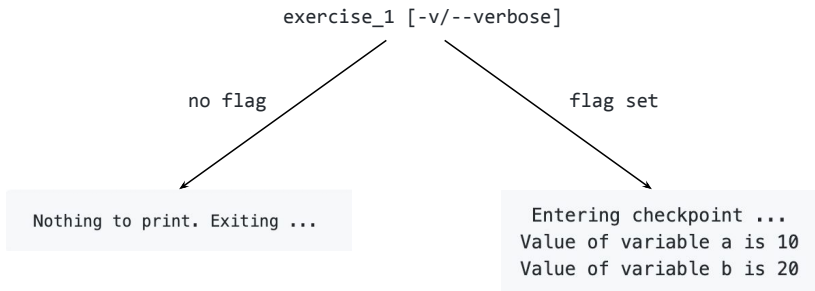 exercise_1 [-v/--verbose]
no flag
flag set
Nothing to print. Exiting ...
Entering checkpoint ...
Value of variable a is 10
Value of variable b is 20